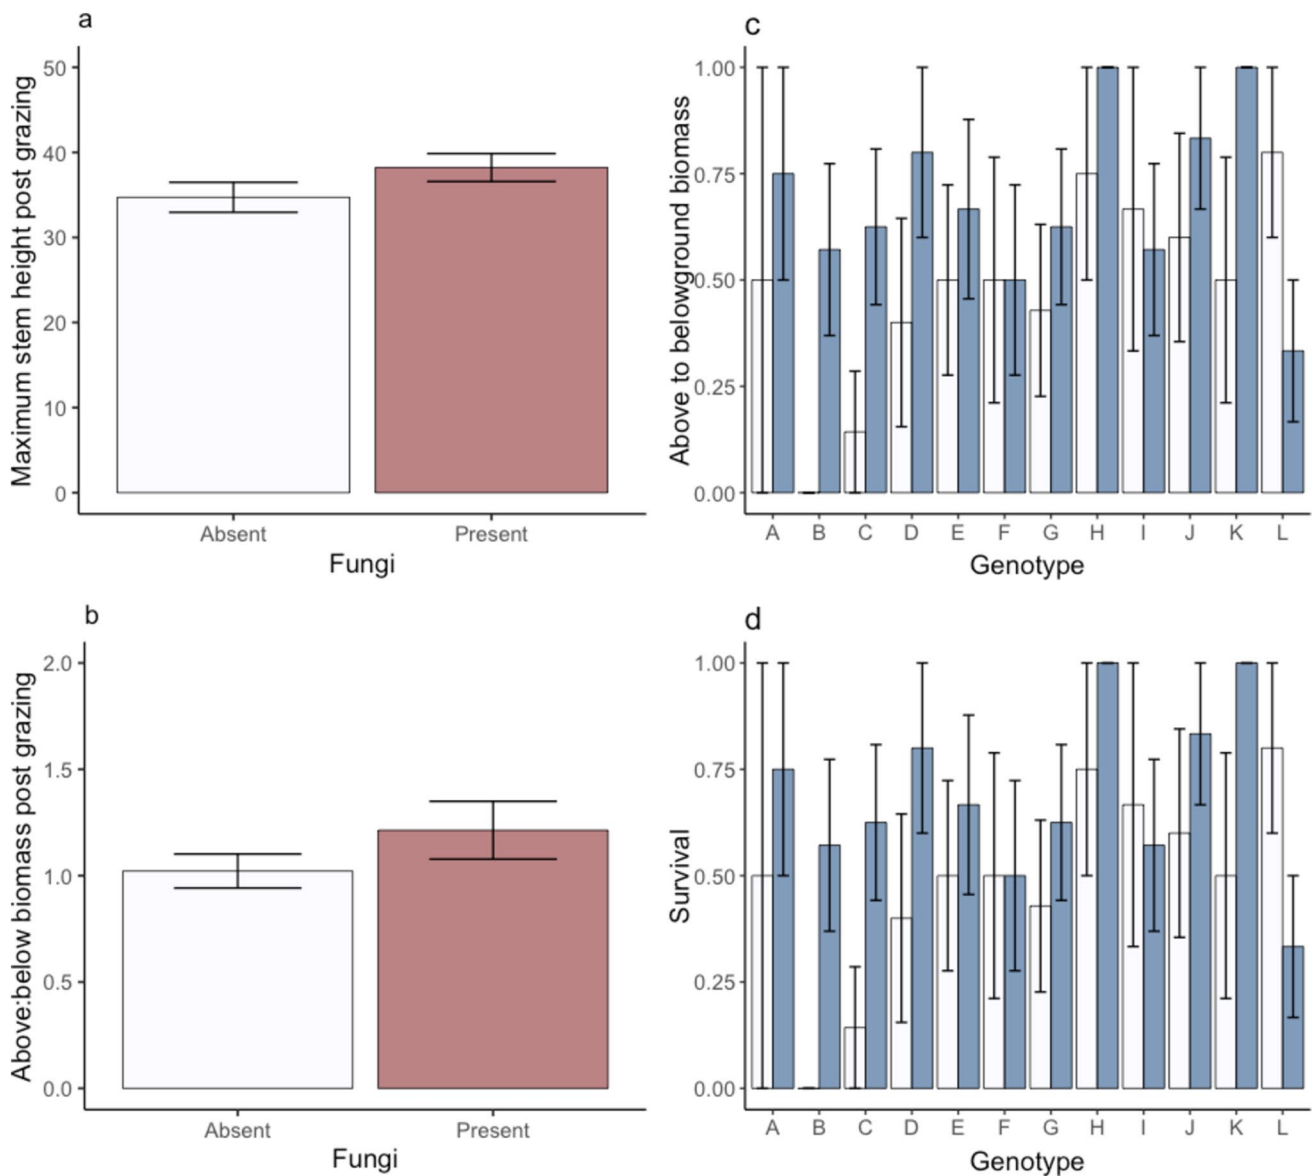 a
Maximum stem height post grazing
50
40
30
20
10
0
Absent Present
Fungi
c
Above to belowground biomass
1.00
0.75
0.50
0.25
0.00
A B C D E F G H I J K L
Genotype
b
Above:below biomass post grazing
2.0
1.5
1.0
0.5
0.0
Absent Present
Fungi
d
Survival
1.00
0.75
0.50
0.25
0.00
A B C D E F G H I J K L
Genotype